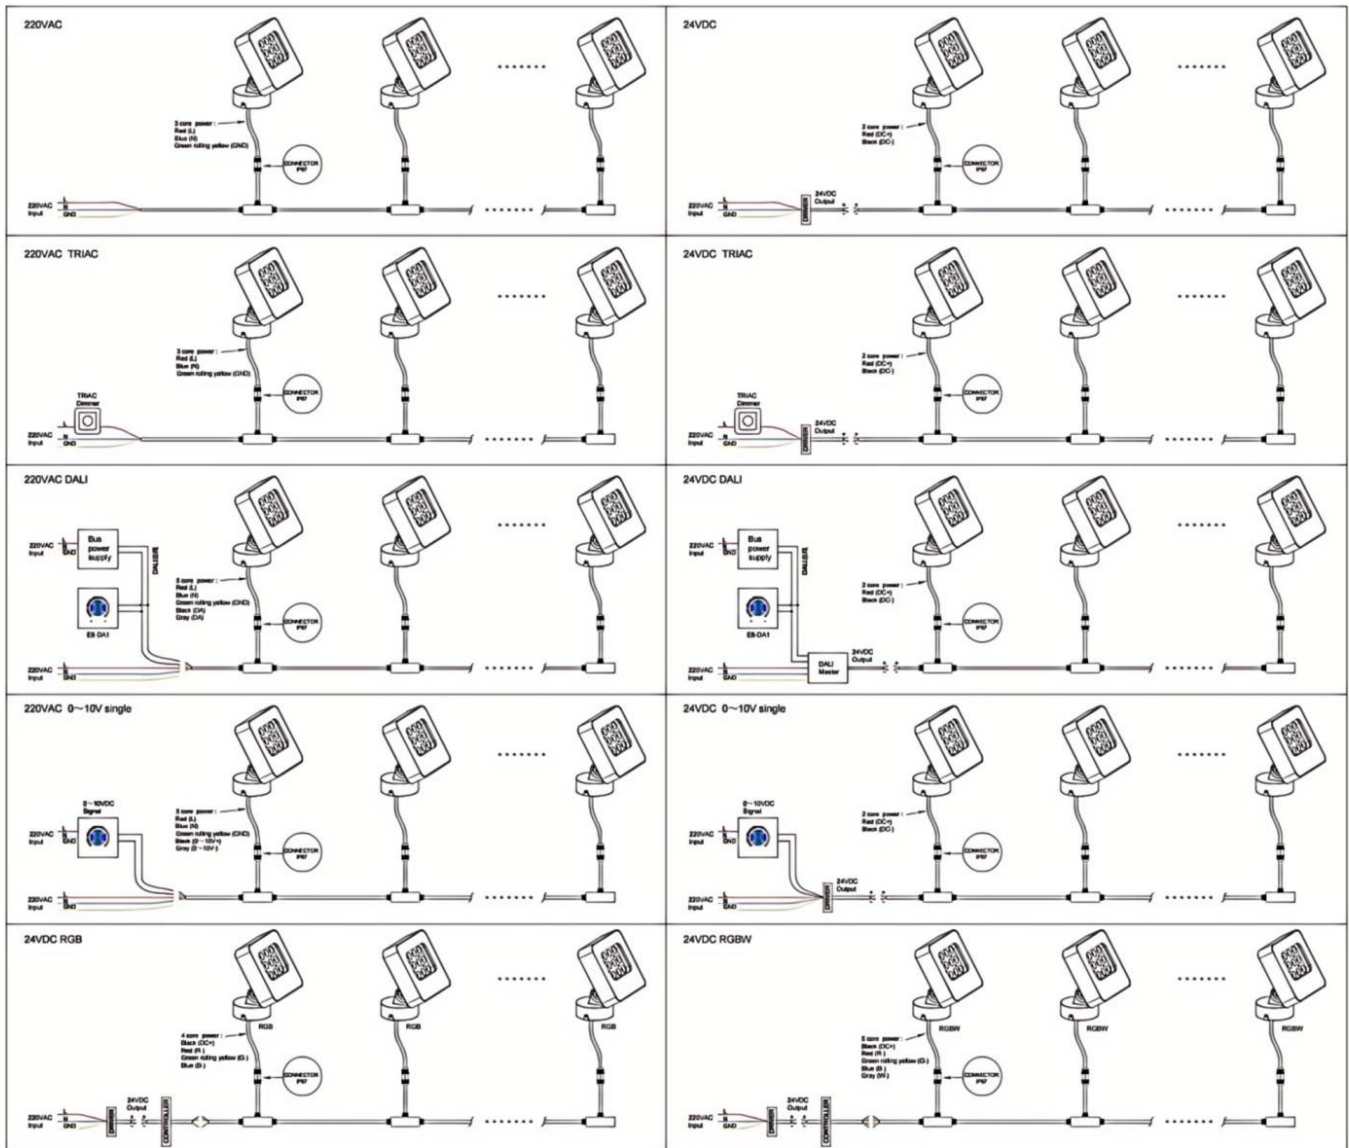 220VAC
3 core power :
Red (L)
Blue (N)
Green rolling yellow (GND)
CONNECTOR
IP67
220VAC
Input
L
N
GND
24VDC
2 core power :
Red (DC+)
Black (DC-)
CONNECTOR
IP67
24VDC
Output
DRIVER
220VAC
Input
L
N
GND
220VAC TRIAC
3 core power :
Red (L)
Blue (N)
Green rolling yellow (GND)
CONNECTOR
IP67
TRIAC
Dimmer
220VAC
Input
L
N
GND
24VDC TRIAC
2 core power :
Red (DC+)
Black (DC-)
CONNECTOR
IP67
TRIAC
Dimmer
24VDC
Output
DRIVER
220VAC
Input
L
N
GND
220VAC DALI
220VAC
Input
L
N
GND
Bus
power
supply
5 core power :
Red (L)
Blue (N)
Green rolling yellow (GND)
Black (DA)
Gray (DA)
CONNECTOR
IP67
E6-DA1
220VAC
Input
L
N
GND
24VDC DALI
220VAC
Input
L
N
GND
Bus
power
supply
2 core power :
Red (DC+)
Black (DC-)
CONNECTOR
IP67
E6-DA1
24VDC
Output
DALI
Master
220VAC
Input
L
N
GND
220VAC 0～10V single
0～10VDC
Signal
220VAC
Input
L
N
GND
5 core power :
Red (L)
Blue (N)
Green rolling yellow (GND)
Black (0～10V+)
Gray (0～10V-)
CONNECTOR
IP67
220VAC
Input
L
N
GND
24VDC 0～10V single
0～10VDC
Signal
220VAC
Input
L
N
GND
2 core power :
Red (DC+)
Black (DC-)
CONNECTOR
IP67
24VDC
Output
DRIVER
220VAC
Input
L
N
GND
24VDC RGB
RGB
RGB
RGB
4 core power :
Black (DC+)
Red (R-)
Green rolling yellow (G-)
Blue (B-)
CONNECTOR
IP67
24VDC
Output
DRIVER
CONTROLLER
220VAC
Input
L
N
GND
24VDC RGBW
RGBW
RGBW
RGBW
5 core power :
Black (DC+)
Red (R-)
Green rolling yellow (G-)
Blue (B-)
Gray (W-)
CONNECTOR
IP67
24VDC
Output
DRIVER
CONTROLLER
220VAC
Input
L
N
GND